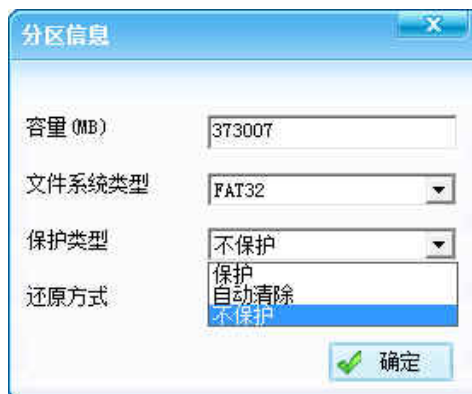 分区信息
容量(MB)
373007
文件系统类型
FAT32
保护类型
不保护
保护
自动清除
不保护
还原方式
确定